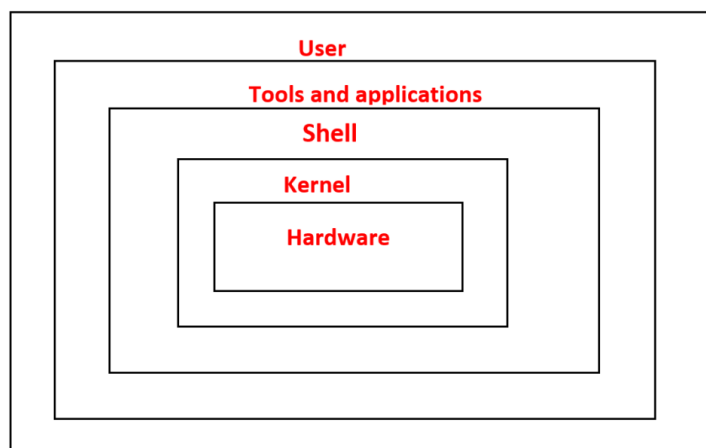 User
Tools and applications
Shell
Kernel
Hardware